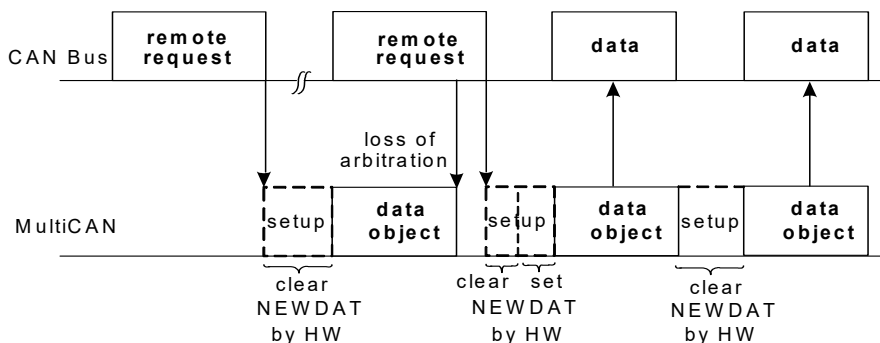 remote
request
remote
request
data
data
CAN Bus
loss of
arbitration
MultiCAN
setup
data
object
setup
data
object
setup
data
object
clear
NEWDAT
by HW
clear set
NEWDAT
by HW
clear
NEWDAT
by HW